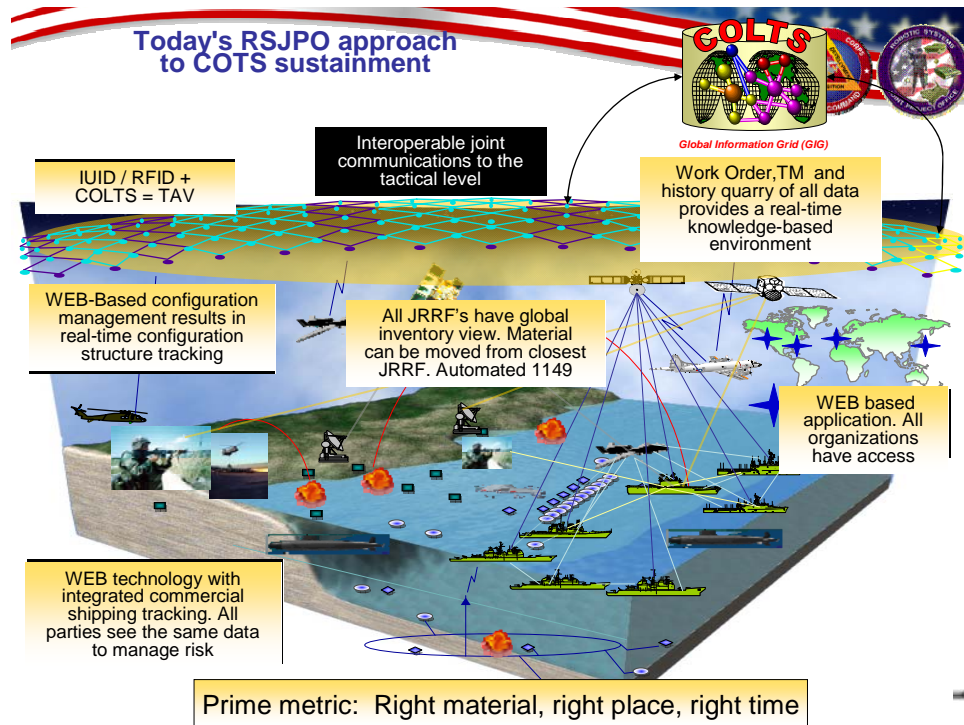 Today's RSJPO approach
to COTS sustainment
COLTS
Global Information Grid (GIG)
Interoperable joint
communications to the
tactical level
IUID / RFID +
COLTS = TAV
Work Order,TM and
history quarry of all data
provides a real-time
knowledge-based
environment
WEB-Based configuration
management results in
real-time configuration
structure tracking
All JRRF's have global
inventory view. Material
can be moved from closest
JRRF. Automated 1149
WEB based
application. All
organizations
have access
WEB technology with
integrated commercial
shipping tracking. All
parties see the same data
to manage risk
Prime metric: Right material, right place, right time